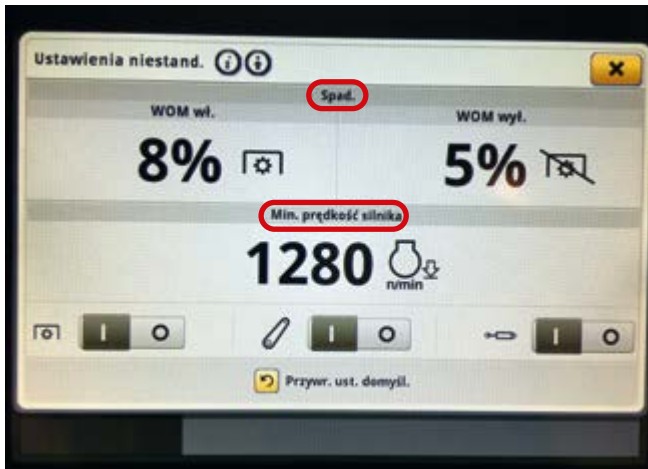 Ustawienia niestand.
Spad.
WOM wł. WOM wył.
8% 5%
Min. prędkość silnika
1280 n/min
I O I O I O
Przywr. ust. domyśl.